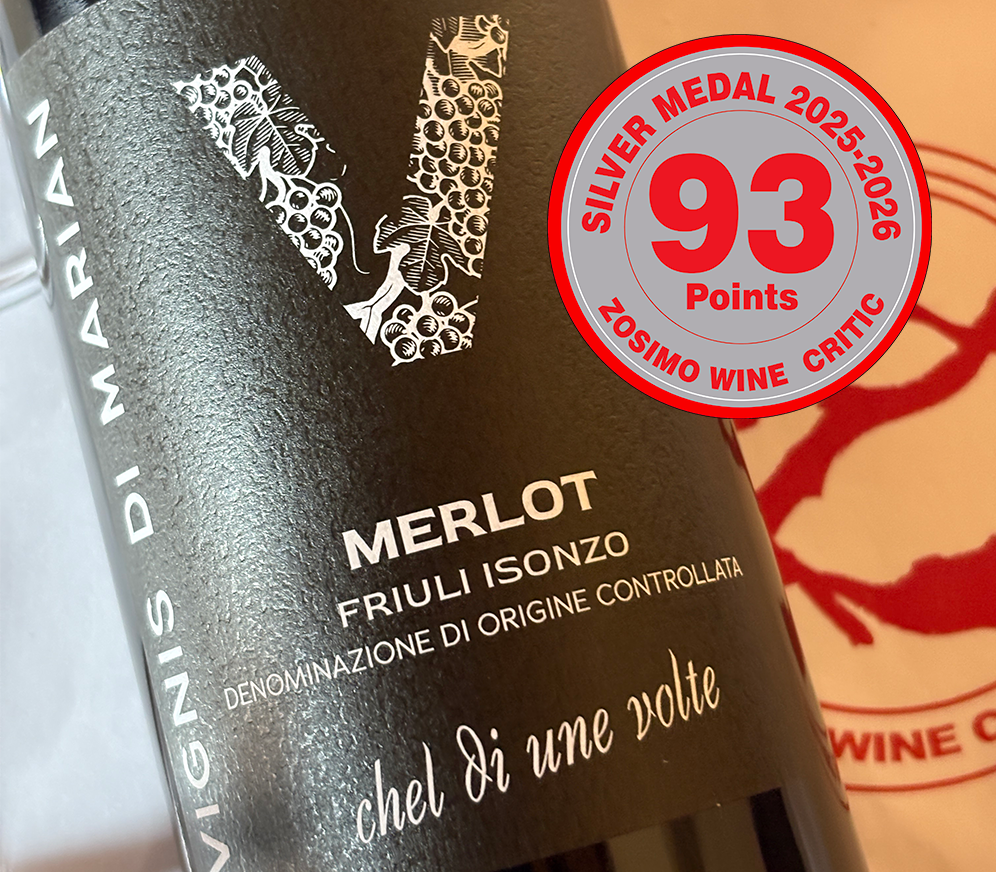 VIGNIS DI MARIAN
V
SILVER MEDAL 2025-2026
93
Points
ZOSIMO WINE CRITIC
MERLOT
FRIULI ISONZO
DENOMINAZIONE DI ORIGINE CONTROLLATA
chel di une volte
WINE C